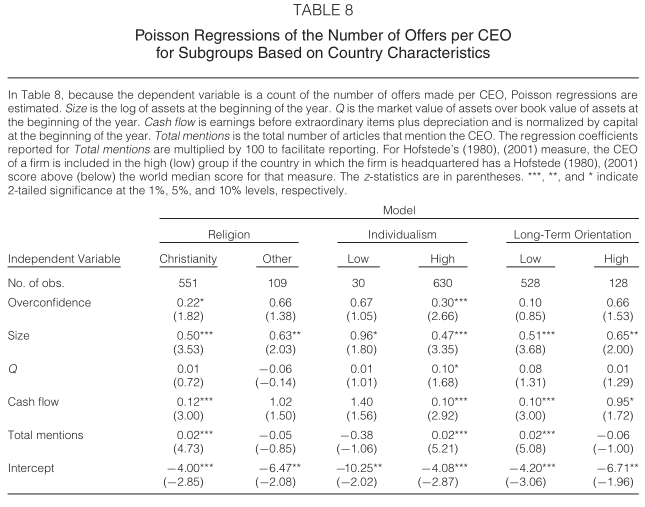 TABLE 8
Poisson Regressions of the Number of Offers per CEO
for Subgroups Based on Country Characteristics
In Table 8, because the dependent variable is a count of the number of offers made per CEO, Poisson regressions are
estimated. Size is the log of assets at the beginning of the year. Q is the market value of assets over book value of assets at
the beginning of the year. Cash flow is earnings before extraordinary items plus depreciation and is normalized by capital
at the beginning of the year. Total mentions is the total number of articles that mention the CEO. The regression coefficients
reported for Total mentions are multiplied by 100 to facilitate reporting. For Hofstede's (1980), (2001) measure, the CEO
of a firm is included in the high (low) group if the country in which the firm is headquartered has a Hofstede (1980), (2001)
score above (below) the world median score for that measure. The z-statistics are in parentheses. ***, **, and * indicate
2-tailed significance at the 1%, 5%, and 10% levels, respectively.
Model
Religion Individualism Long-Term Orientation
Independent Variable Christianity Other Low High Low High
No. of obs. 551 109 30 630 528 128
Overconfidence 0.22* 0.66 0.67 0.30*** 0.10 0.66
(1.82) (1.38) (1.05) (2.66) (0.85) (1.53)
Size 0.50*** 0.63** 0.96* 0.47*** 0.51*** 0.65**
(3.53) (2.03) (1.80) (3.35) (3.68) (2.00)
Q 0.01 −0.06 0.01 0.10* 0.08 0.01
(0.72) (−0.14) (1.01) (1.68) (1.31) (1.29)
Cash flow 0.12*** 1.02 1.40 0.10*** 0.10*** 0.95*
(3.00) (1.50) (1.56) (2.92) (3.00) (1.72)
Total mentions 0.02*** −0.05 −0.38 0.02*** 0.02*** −0.06
(4.73) (−0.85) (−1.06) (5.21) (5.08) (−1.00)
Intercept −4.00*** −6.47** −10.25** −4.08*** −4.20*** −6.71**
(−2.85) (−2.08) (−2.02) (−2.87) (−3.06) (−1.96)